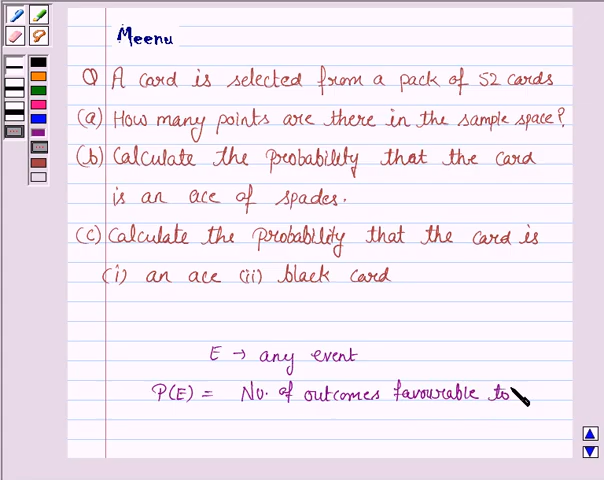 Meenu
Q A card is selected from a pack of 52 cards
(a) How many points are there in the sample space?
(b) Calculate the probability that the card
is an ace of spades.
(c) Calculate the probability that the card is
(i) an ace (ii) black card
E → any event
P(E) = No. of outcomes favourable to